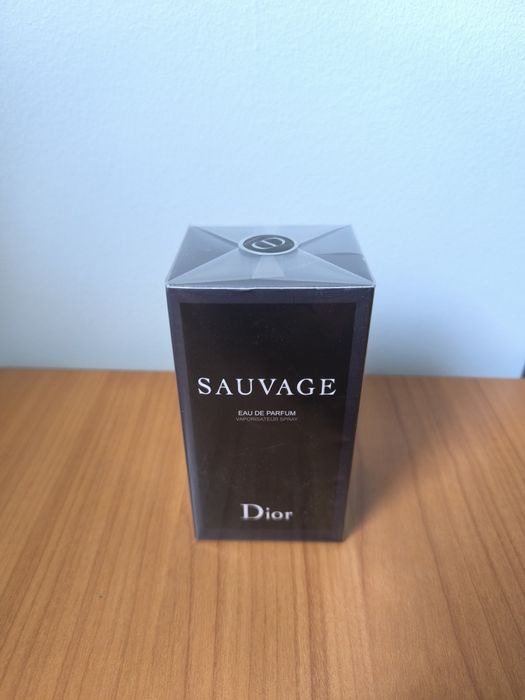 SAUVAGE
EAU DE PARFUM
VAPORISATEUR SPRAY
Dior